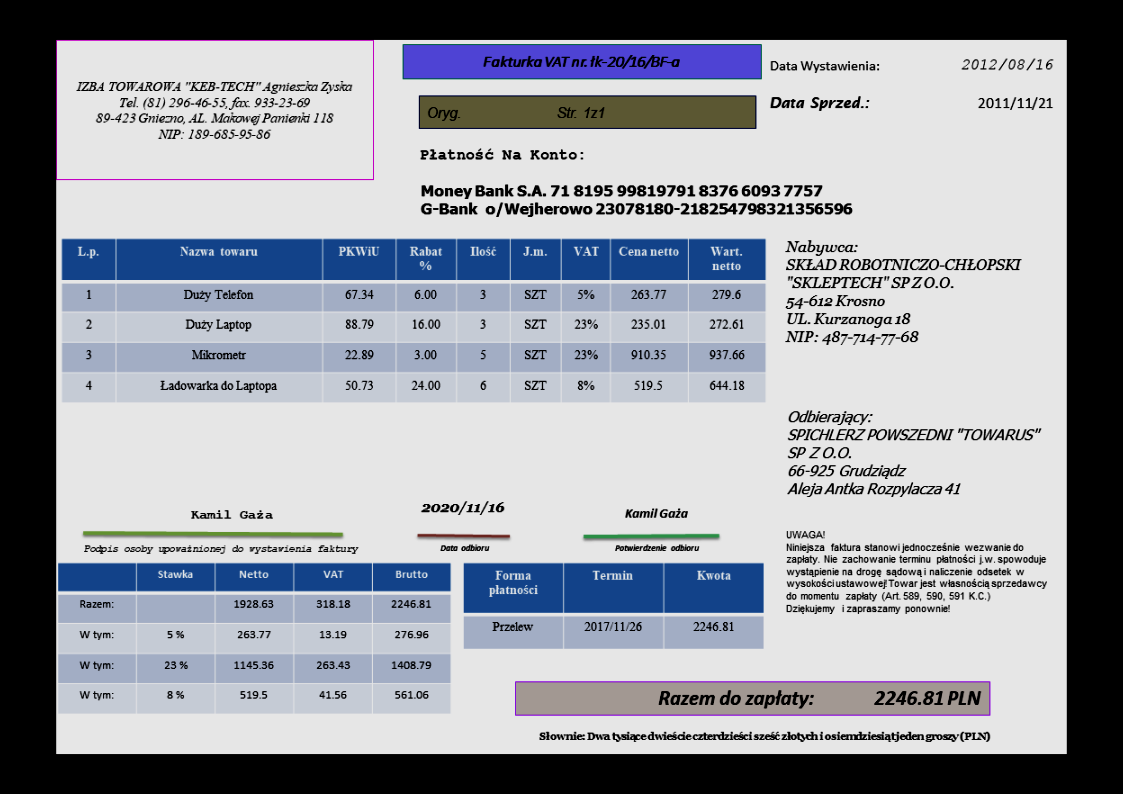 IZBA TOWAROWA "KEB-TECH" Agnieszka Zyska
Tel. (81) 296-46-55, fax. 933-23-69
89-423 Gniezno, AL. Makowej Panienki 118
NIP: 189-685-95-86
Fakturka VAT nr. łk-20/16/BF-a
Oryg. Str. 1z1
Data Wystawienia: 2012/08/16
Data Sprzed.: 2011/11/21
Płatność Na Konto:
Money Bank S.A. 71 8195 99819791 8376 6093 7757
G-Bank o/Wejherowo 23078180-218254798321356596
L.p. Nazwa towaru PKWiU Rabat % Ilość J.m. VAT Cena netto Wart. netto
1 Duży Telefon 67.34 6.00 3 SZT 5% 263.77 279.6
2 Duży Laptop 88.79 16.00 3 SZT 23% 235.01 272.61
3 Mikrometr 22.89 3.00 5 SZT 23% 910.35 937.66
4 Ładowarka do Laptopa 50.73 24.00 6 SZT 8% 519.5 644.18
Nabywca:
SKŁAD ROBOTNICZO-CHŁOPSKI
"SKLEPTECH" SP Z O.O.
54-612 Krosno
UL. Kurzanoga 18
NIP: 487-714-77-68
Odbierający:
SPICHLERZ POWSZEDNI "TOWARUS"
SP Z O.O.
66-925 Grudziądz
Aleja Antka Rozpylacza 41
Kamil Gaża
Podpis osoby upoważnionej do wystawienia faktury
2020/11/16
Data odbioru
Kamil Gaża
Potwierdzenie odbioru
UWAGA!
Niniejsza faktura stanowi jednocześnie wezwanie do
zapłaty. Nie zachowanie terminu płatności j.w. spowoduje
wystąpienie na drogę sądową i naliczenie odsetek w
wysokości ustawowej! Towar jest własnością sprzedawcy
do momentu zapłaty (Art. 589, 590, 591 K.C.)
Dziękujemy i zapraszamy ponownie!
Stawka Netto VAT Brutto
Razem: 1928.63 318.18 2246.81
W tym: 5 % 263.77 13.19 276.96
W tym: 23 % 1145.36 263.43 1408.79
W tym: 8 % 519.5 41.56 561.06
Forma płatności Termin Kwota
Przelew 2017/11/26 2246.81
Razem do zapłaty: 2246.81 PLN
Słownie: Dwa tysiące dwieście czterdzieści sześć złotych i osiemdziesiąt jeden groszy (PLN)